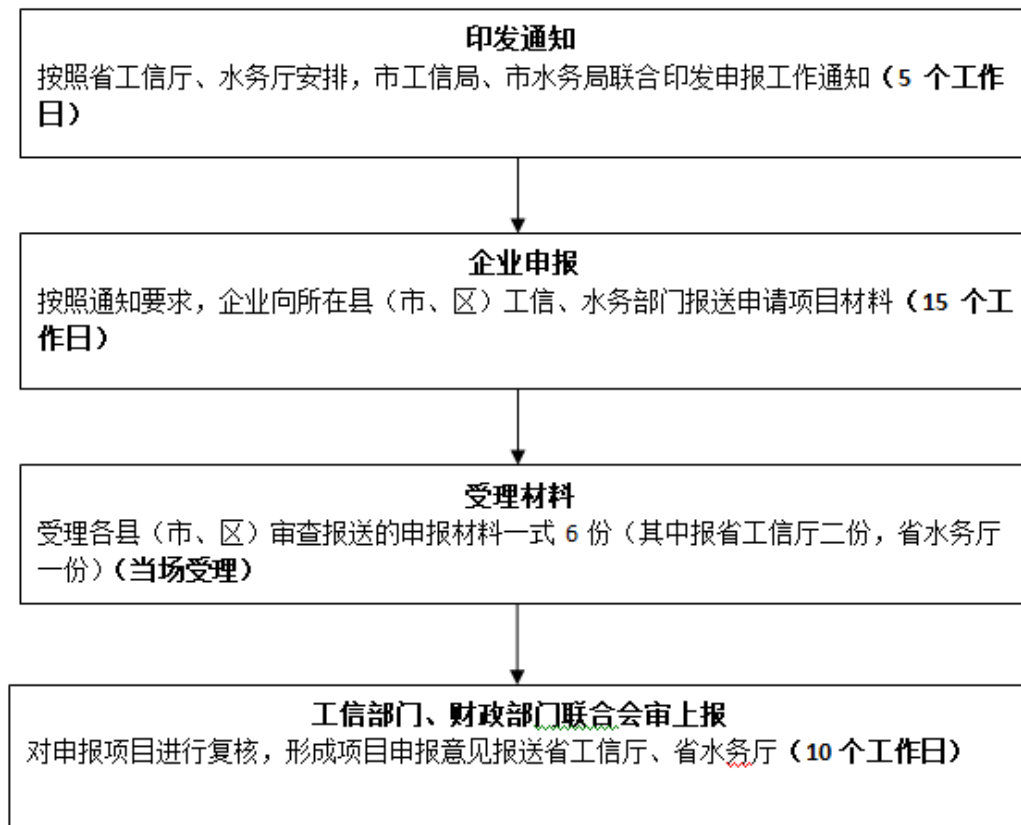 印发通知
按照省工信厅、水务厅安排，市工信局、市水务局联合印发申报工作通知（5 个工作
日）
企业申报
按照通知要求，企业向所在县（市、区）工信、水务部门报送申请项目材料（15 个工
作日）
受理材料
受理各县（市、区）审查报送的申报材料一式 6 份（其中报省工信厅二份，省水务厅
一份）（当场受理）
工信部门、财政部门联合会审上报
对申报项目进行复核，形成项目申报意见报送省工信厅、省水务厅（10 个工作日）